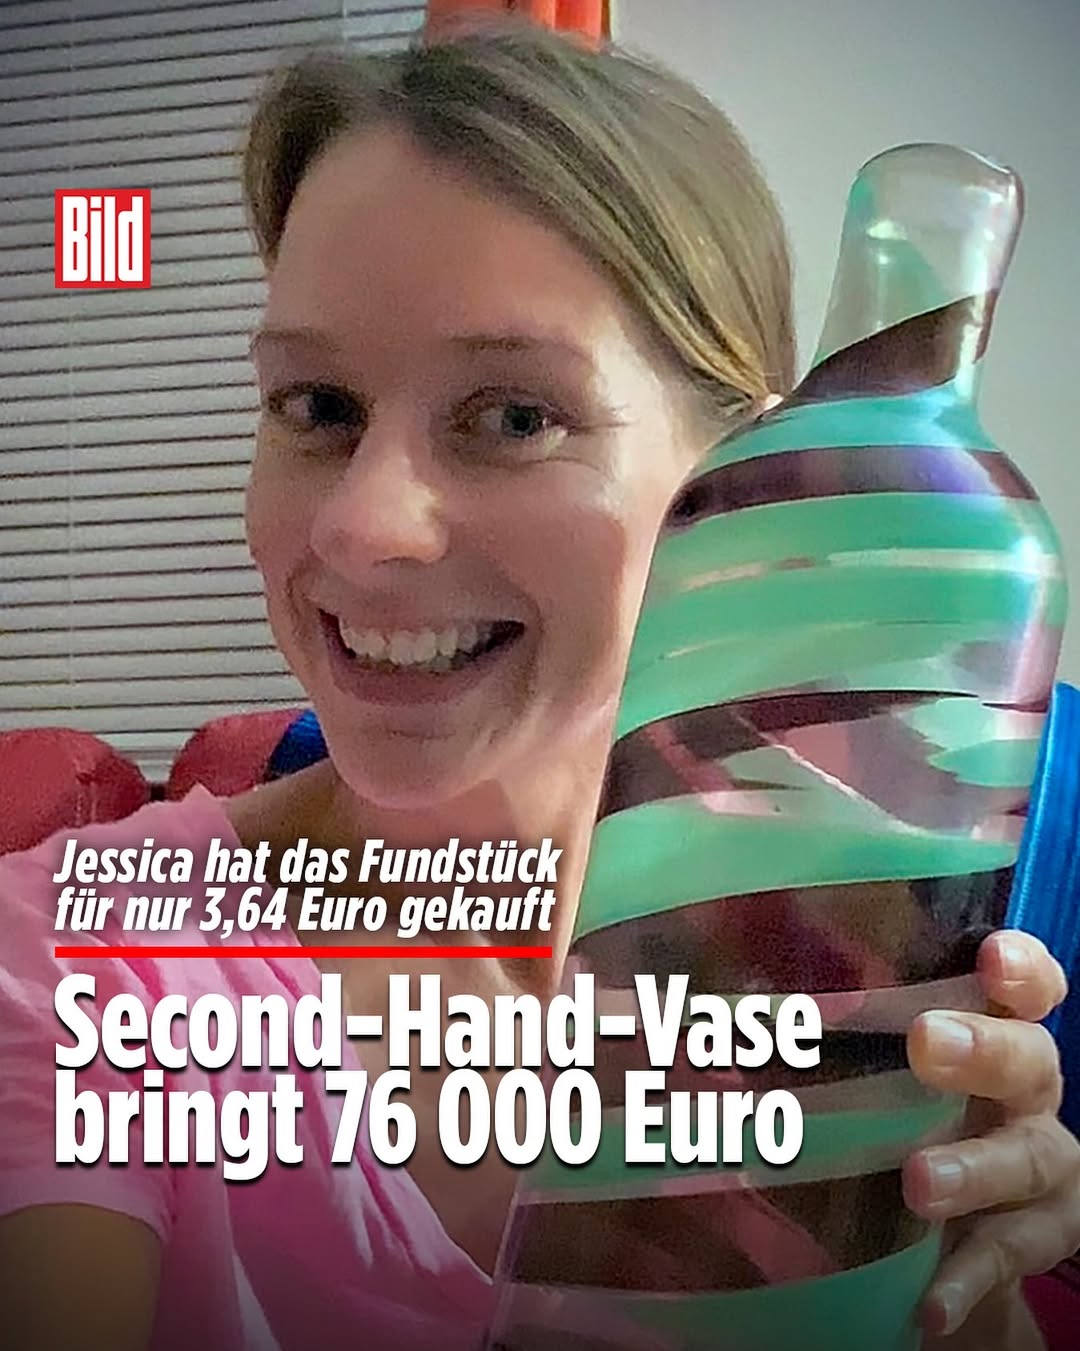 Bild
Jessica hat das Fundstück
für nur 3,64 Euro gekauft
Second-Hand-Vase
bringt 76 000 Euro